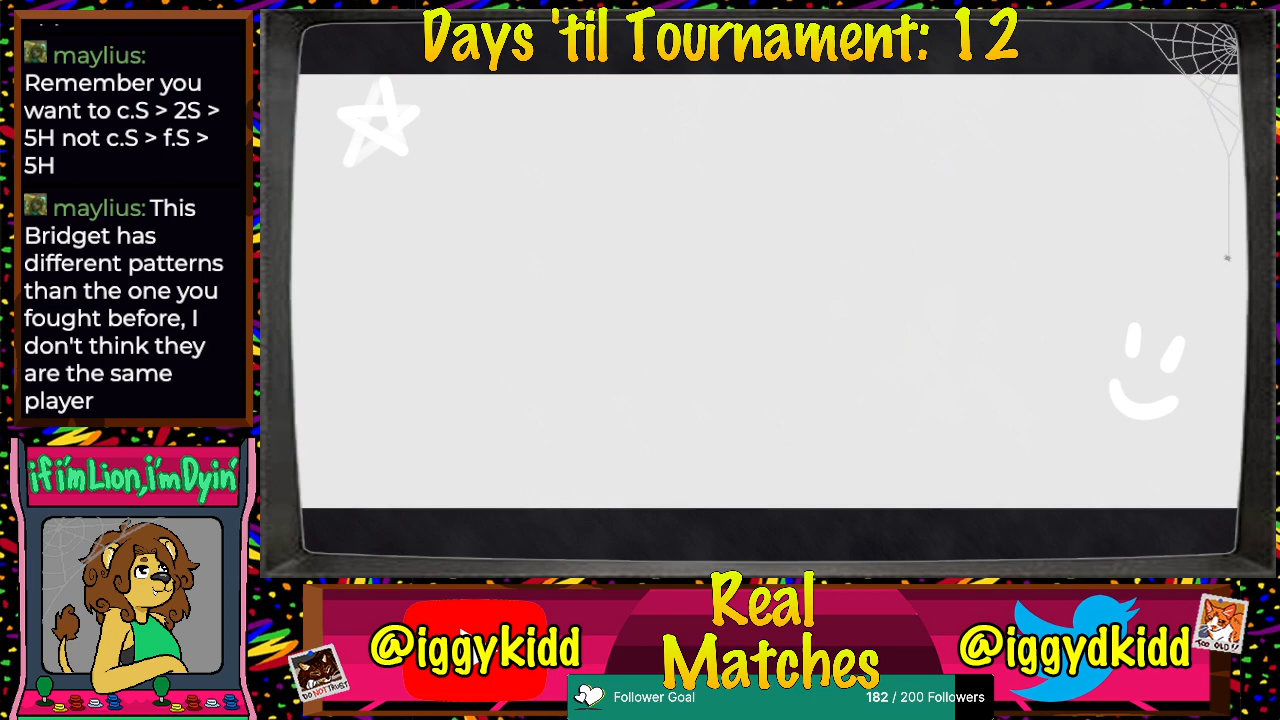 Days 'til Tournament: 12
maylius:
Remember you
want to c.S > 2S >
5H not c.S > f.S >
5H
maylius: This
Bridget has
different patterns
than the one you
fought before, I
don't think they
are the same
player
if i'm Lion, i'm Dyin'
@iggykidd
Real
Matches
@iggydkidd
DO NOT TRUST
TOO OLD!!
Follower Goal
182 / 200 Followers